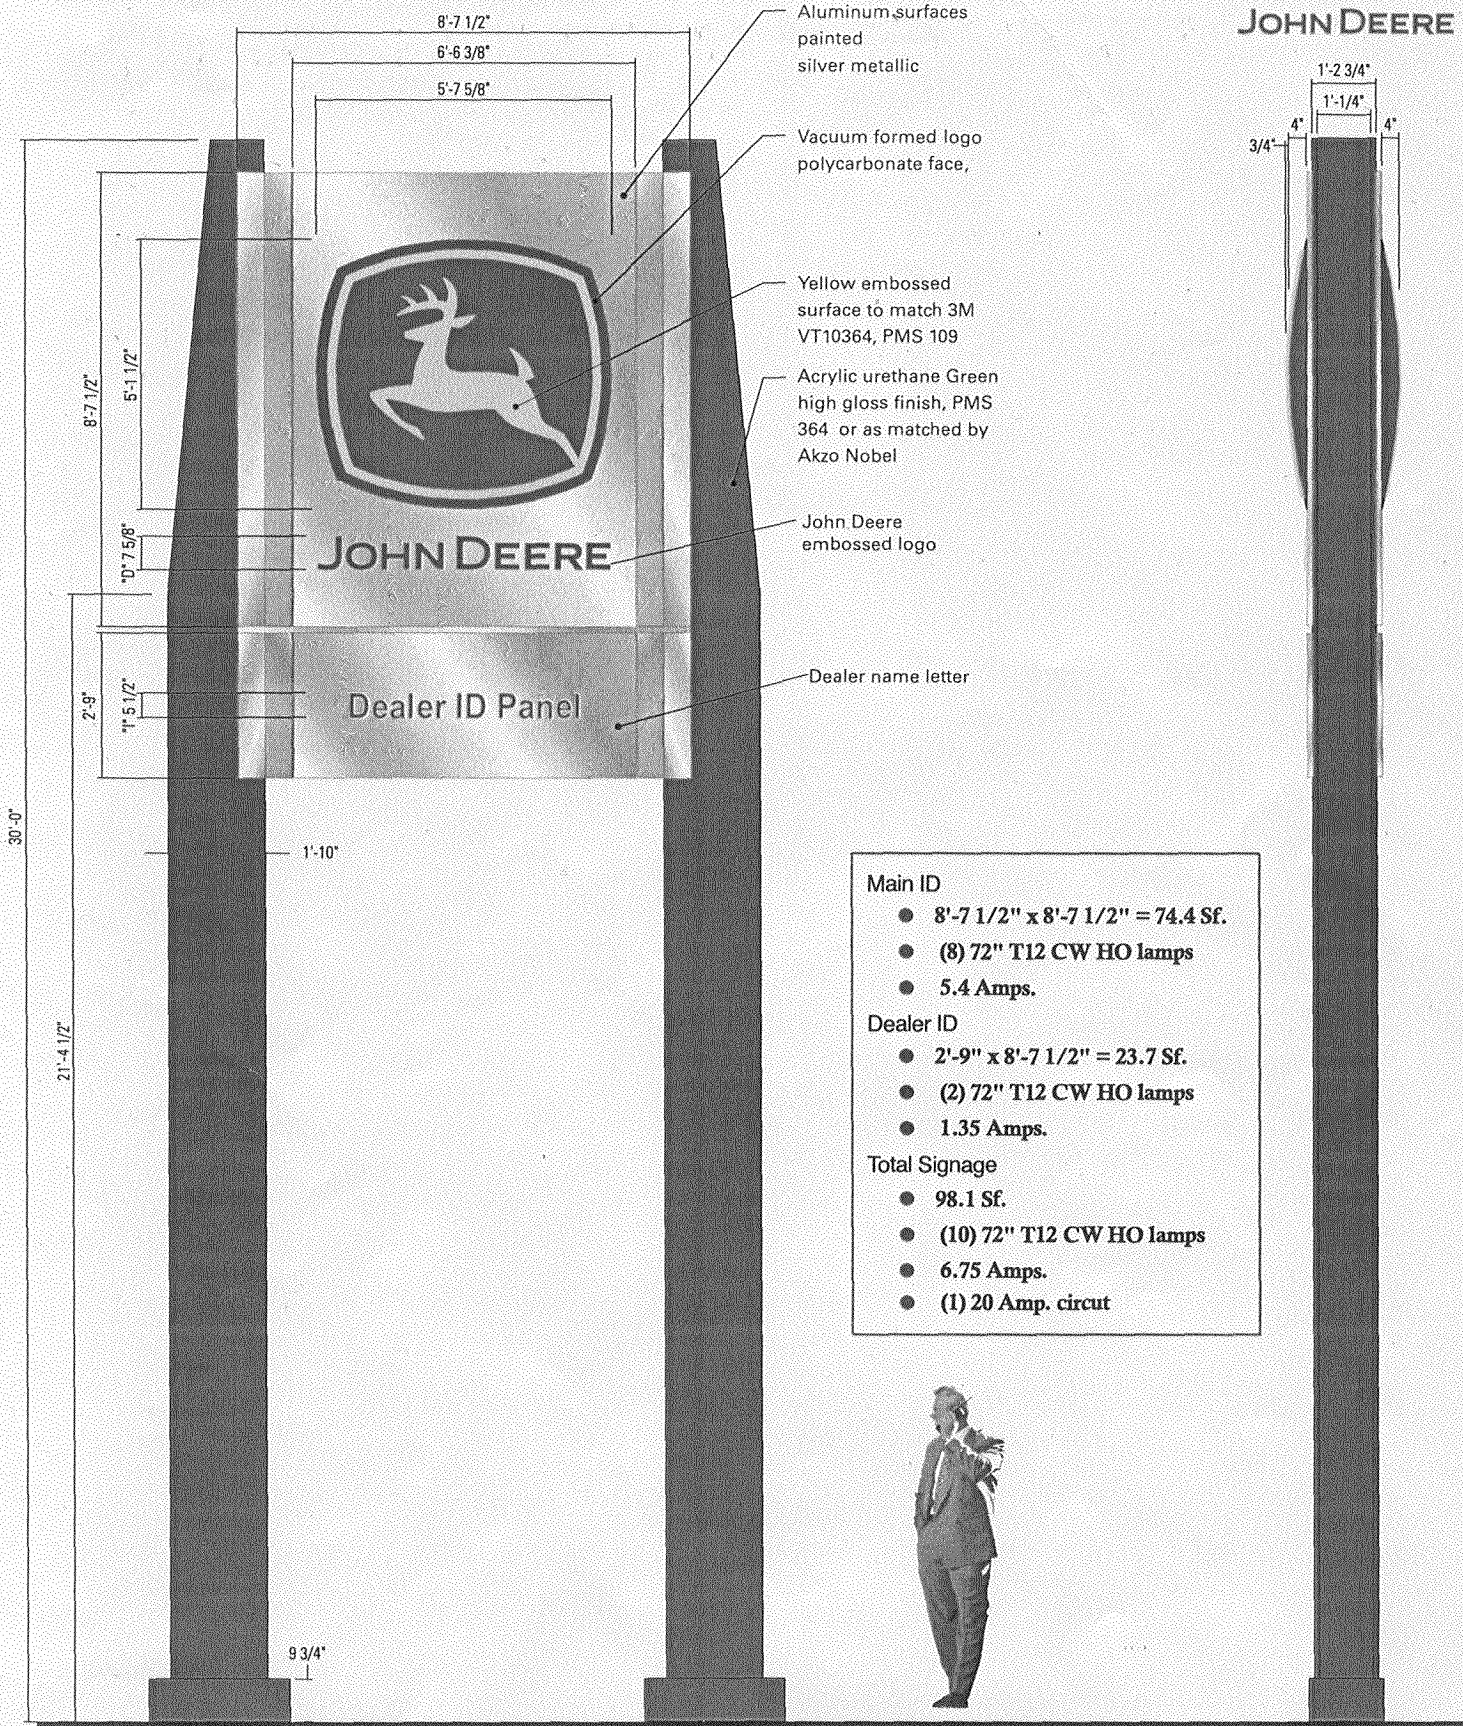 JOHN DEERE
8'-7 1/2"
6'-6 3/8"
5'-7 5/8"
Aluminum surfaces
painted
silver metallic
Vacuum formed logo
polycarbonate face,
Yellow embossed
surface to match 3M
VT10364, PMS 109
Acrylic urethane Green
high gloss finish, PMS
364 or as matched by
Akzo Nobel
John Deere
embossed logo
Dealer name letter
1'-2 3/4"
1'-1/4"
4"
4"
3/4"
8'-7 1/2"
5'-1 1/2"
"D" 7 5/8"
JOHN DEERE
2'-9"
"I" 5 1/2"
Dealer ID Panel
30'-0"
21'-4 1/2"
1'-10"
9 3/4"
Main ID
8'-7 1/2" x 8'-7 1/2" = 74.4 Sf.
(8) 72" T12 CW HO lamps
5.4 Amps.
Dealer ID
2'-9" x 8'-7 1/2" = 23.7 Sf.
(2) 72" T12 CW HO lamps
1.35 Amps.
Total Signage
98.1 Sf.
(10) 72" T12 CW HO lamps
6.75 Amps.
(1) 20 Amp. circut